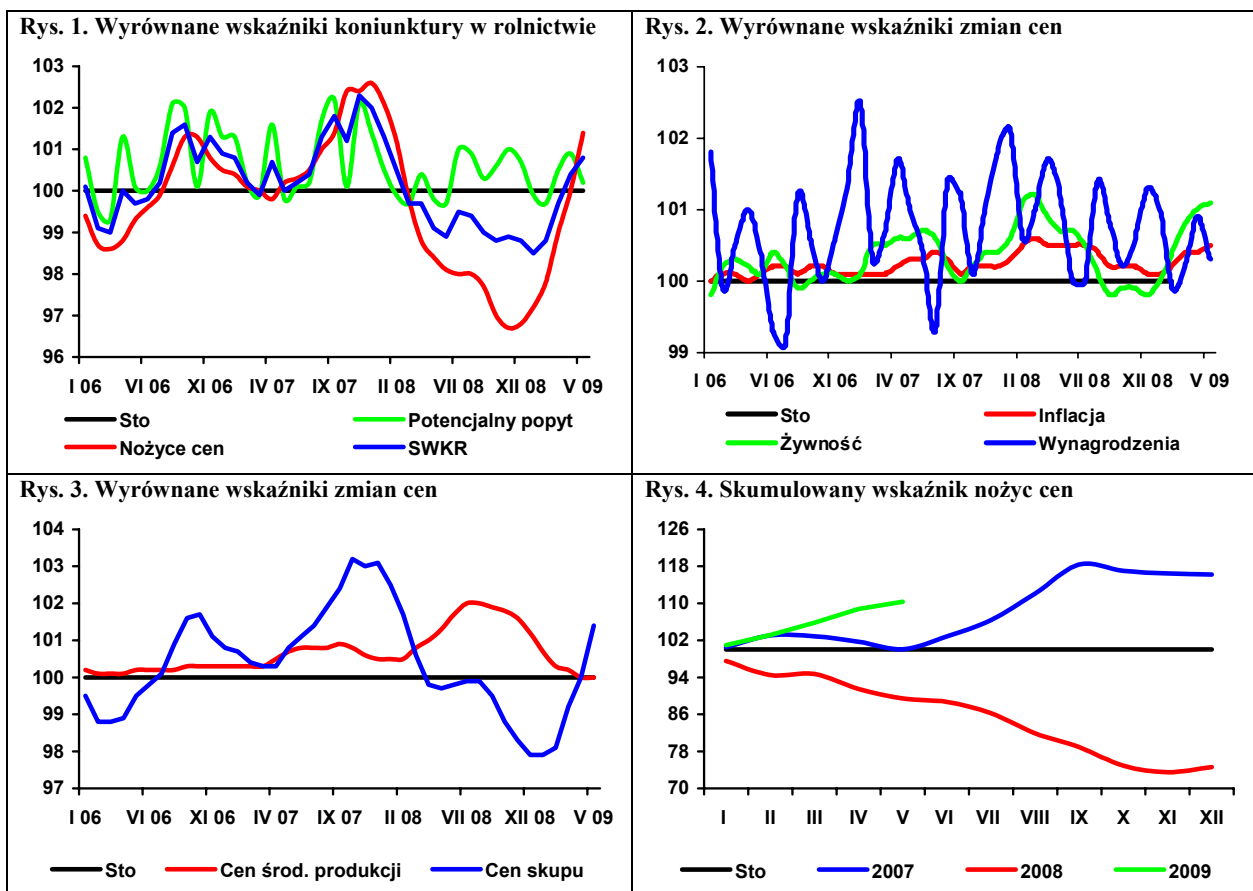 Rys. 1. Wyrównane wskaźniki koniunktury w rolnictwie
103
102
101
100
99
98
97
96
I 06 VI 06 XI 06 IV 07 IX 07 II 08 VII 08 XII 08 V 09
Sto Potencjalny popyt
Nożyce cen SWKR
Rys. 2. Wyrównane wskaźniki zmian cen
103
102
101
100
99
I 06 VI 06 XI 06 IV 07 IX 07 II 08 VII 08 XII 08 V 09
Sto Inflacja
Żywność Wynagrodzenia
Rys. 3. Wyrównane wskaźniki zmian cen
104
103
102
101
100
99
98
97
I 06 VI 06 XI 06 IV 07 IX 07 II 08 VII 08 XII 08 V 09
Sto Cen środ. produkcji Cen skupu
Rys. 4. Skumulowany wskaźnik nożyc cen
126
118
110
102
94
86
78
70
I II III IV V VI VII VIII IX X XI XII
Sto 2007 2008 2009